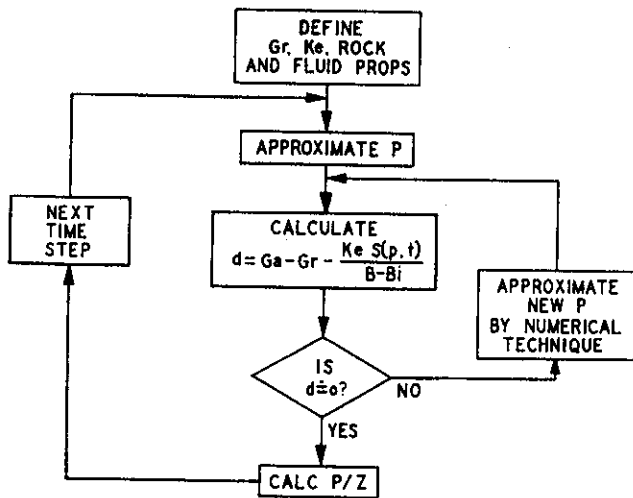 DEFINE
Gr, Ke, ROCK
AND FLUID PROPS
APPROXIMATE P
NEXT
TIME
STEP
CALCULATE
d = Ga - Gr - Ke S(p,t) / B-Bi
APPROXIMATE
NEW P
BY NUMERICAL
TECHNIQUE
IS
d≐o?
NO
YES
CALC P/Z